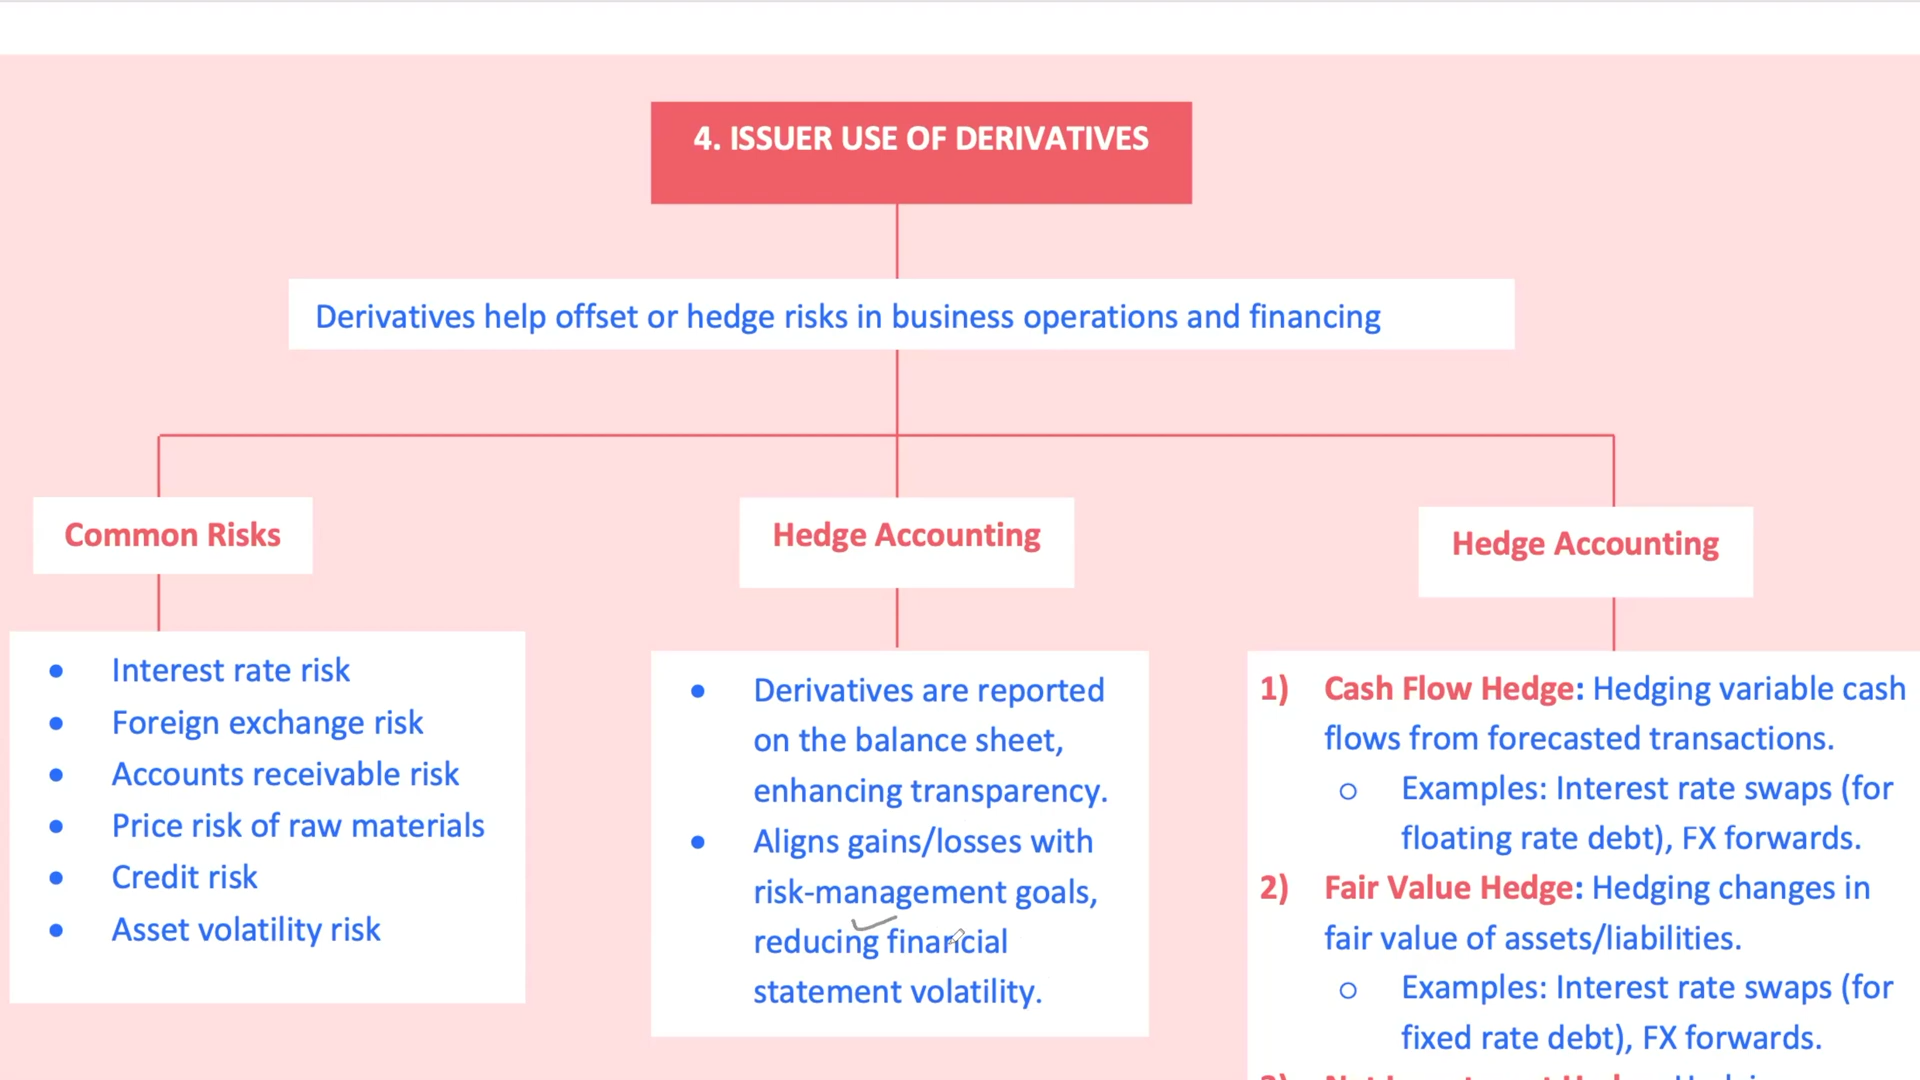 4. ISSUER USE OF DERIVATIVES
Derivatives help offset or hedge risks in business operations and financing
Common Risks
• Interest rate risk
• Foreign exchange risk
• Accounts receivable risk
• Price risk of raw materials
• Credit risk
• Asset volatility risk
Hedge Accounting
• Derivatives are reported
on the balance sheet,
enhancing transparency.
• Aligns gains/losses with
risk-management goals,
reducing financial
statement volatility.
Hedge Accounting
1) Cash Flow Hedge: Hedging variable cash
flows from forecasted transactions.
o Examples: Interest rate swaps (for
floating rate debt), FX forwards.
2) Fair Value Hedge: Hedging changes in
fair value of assets/liabilities.
o Examples: Interest rate swaps (for
fixed rate debt), FX forwards.